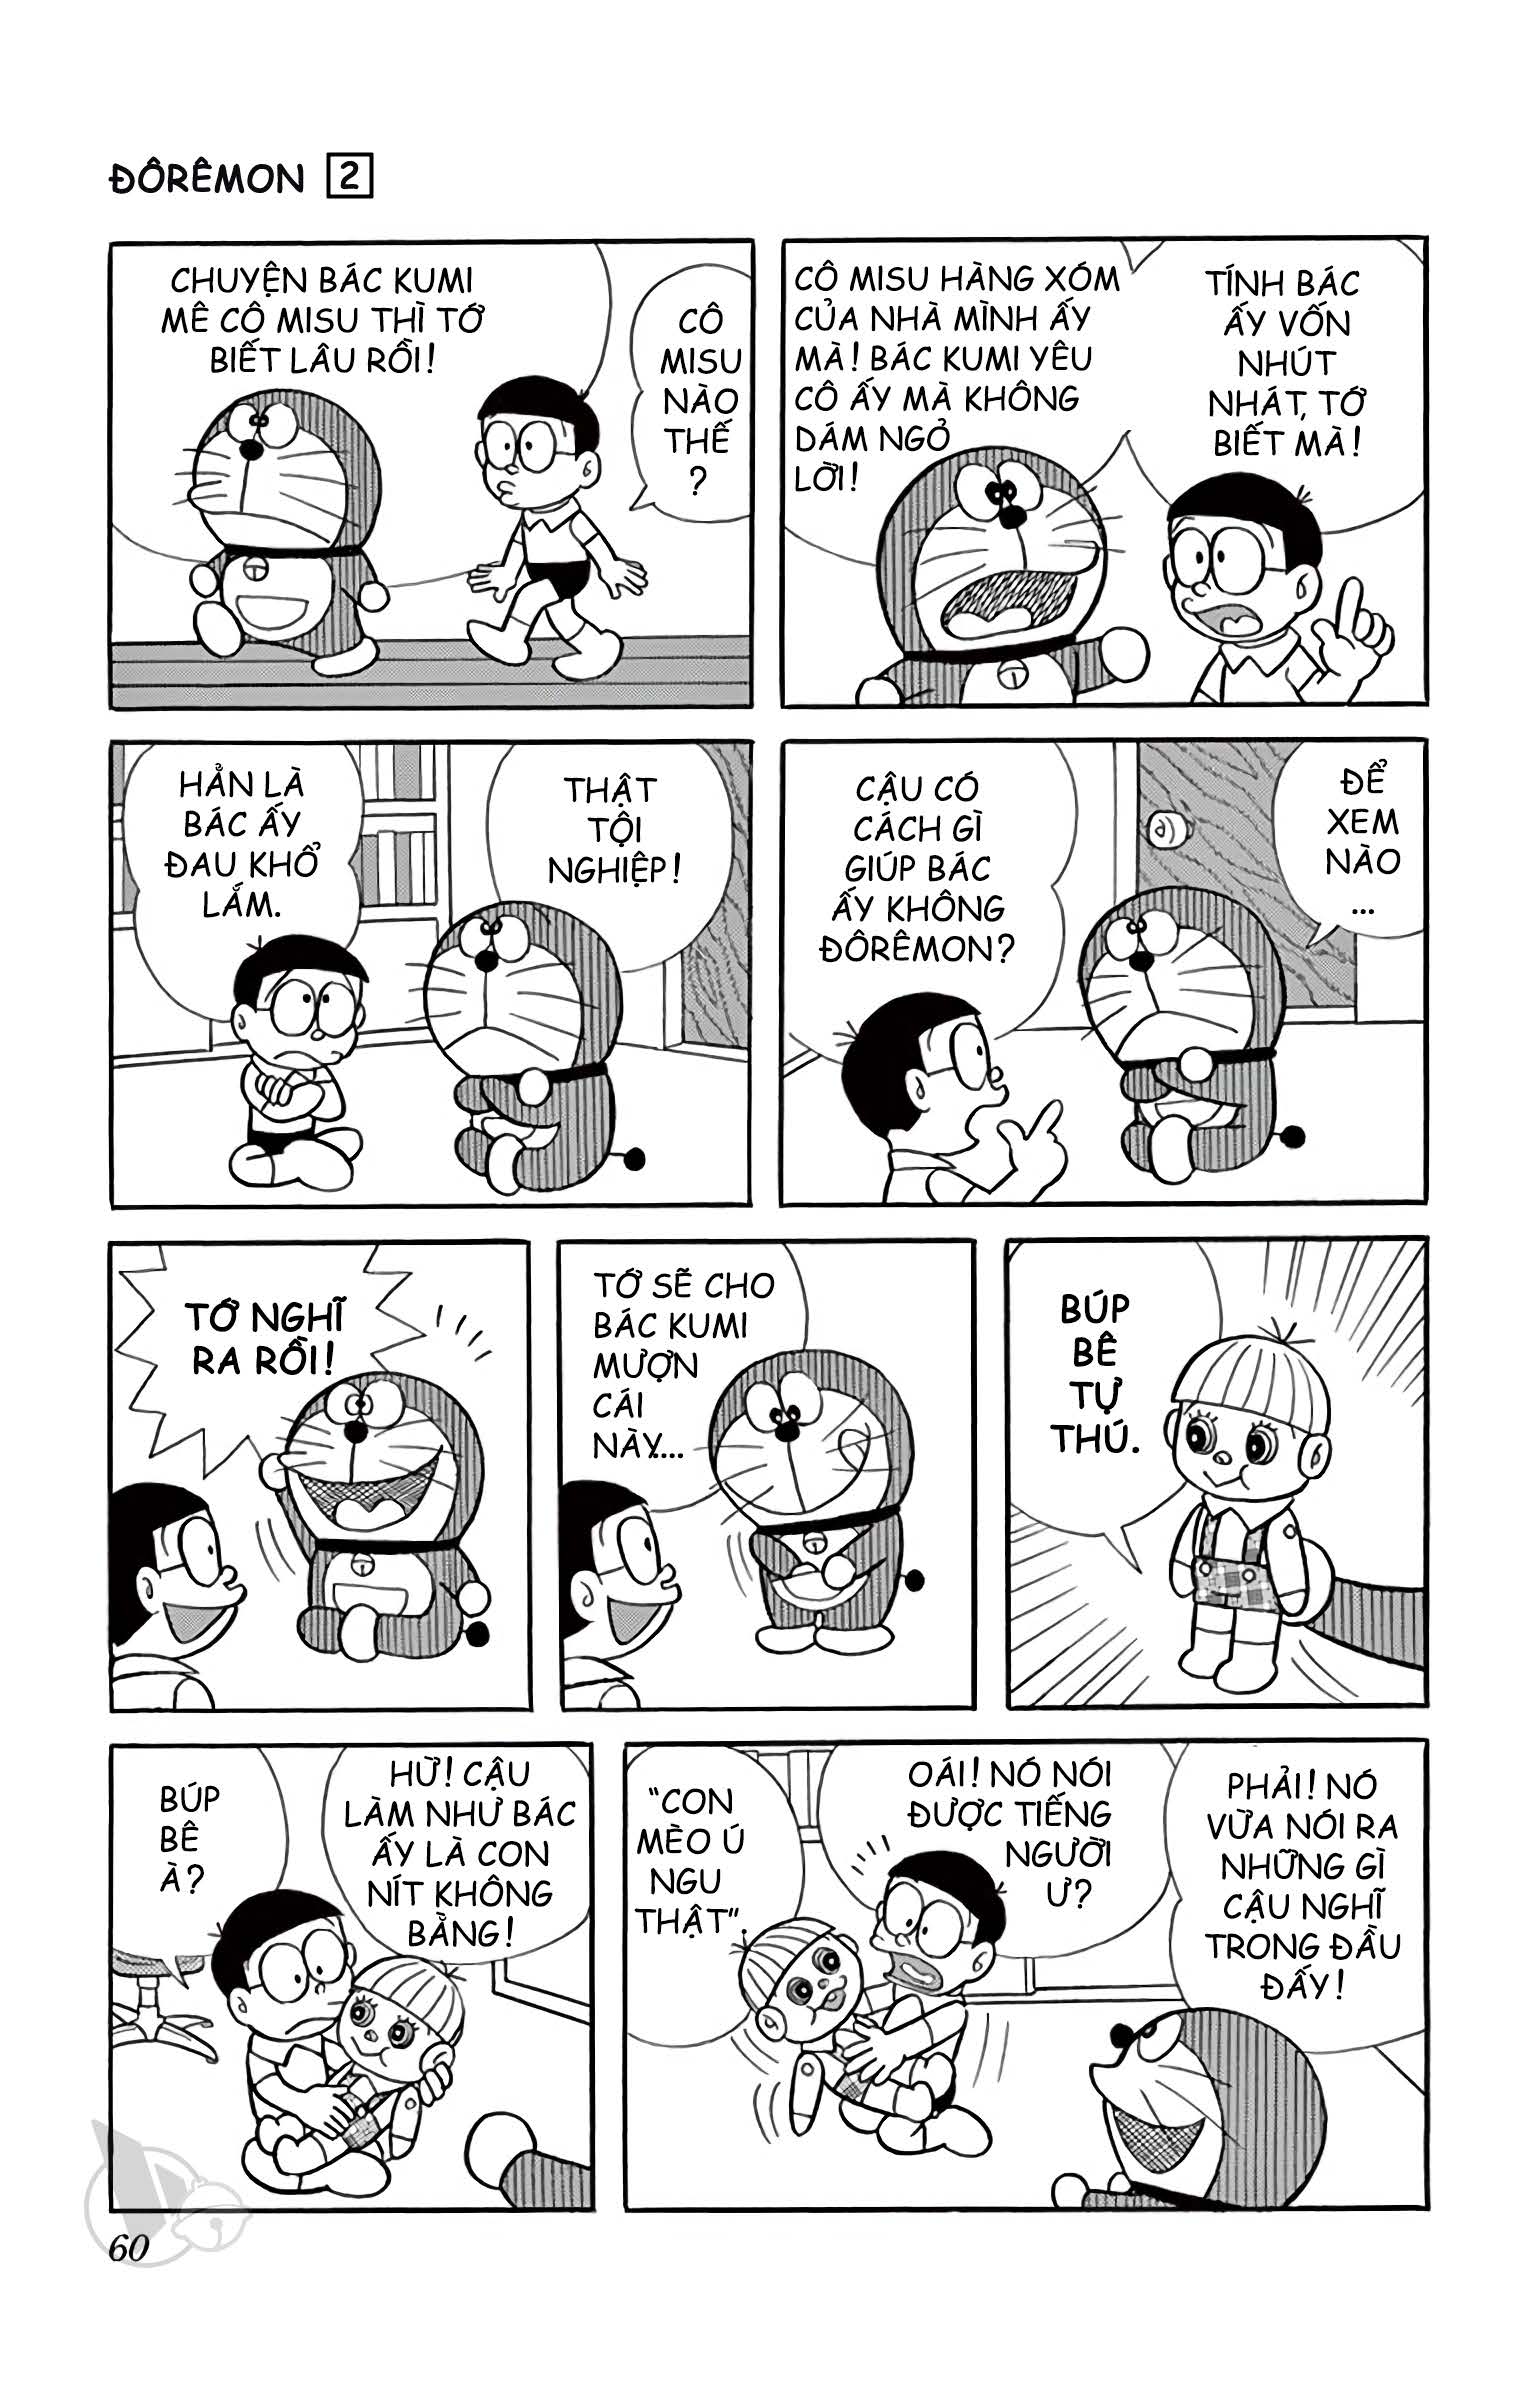 ĐÔRÊMON 2
CHUYỆN BÁC KUMI
MÊ CÔ MISU THÌ TỚ
BIẾT LÂU RỒI!
CÔ
MISU
NÀO
THẾ
?
CÔ MISU HÀNG XÓM
CỦA NHÀ MÌNH ẤY
MÀ! BÁC KUMI YÊU
CÔ ẤY MÀ KHÔNG
DÁM NGỎ
LỜI!
TÍNH BÁC
ẤY VỐN
NHÚT
NHÁT, TỚ
BIẾT MÀ!
HẲN LÀ
BÁC ẤY
ĐAU KHỔ
LẮM.
THẬT
TỘI
NGHIỆP!
CẬU CÓ
CÁCH GÌ
GIÚP BÁC
ẤY KHÔNG
ĐÔRÊMON?
ĐỂ
XEM
NÀO
...
TỚ NGHĨ
RA RỒI!
TỚ SẼ CHO
BÁC KUMI
MƯỢN
CÁI
NÀY....
BÚP
BÊ
TỰ
THÚ.
BÚP
BÊ
À?
HỪ! CẬU
LÀM NHƯ BÁC
ẤY LÀ CON
NÍT KHÔNG
BẰNG!
“CON
MÈO Ú
NGU
THẬT”.
OÁI! NÓ NÓI
ĐƯỢC TIẾNG
NGƯỜI
Ư?
PHẢI! NÓ
VỪA NÓI RA
NHỮNG GÌ
CẬU NGHĨ
TRONG ĐẦU
ĐẤY!
60